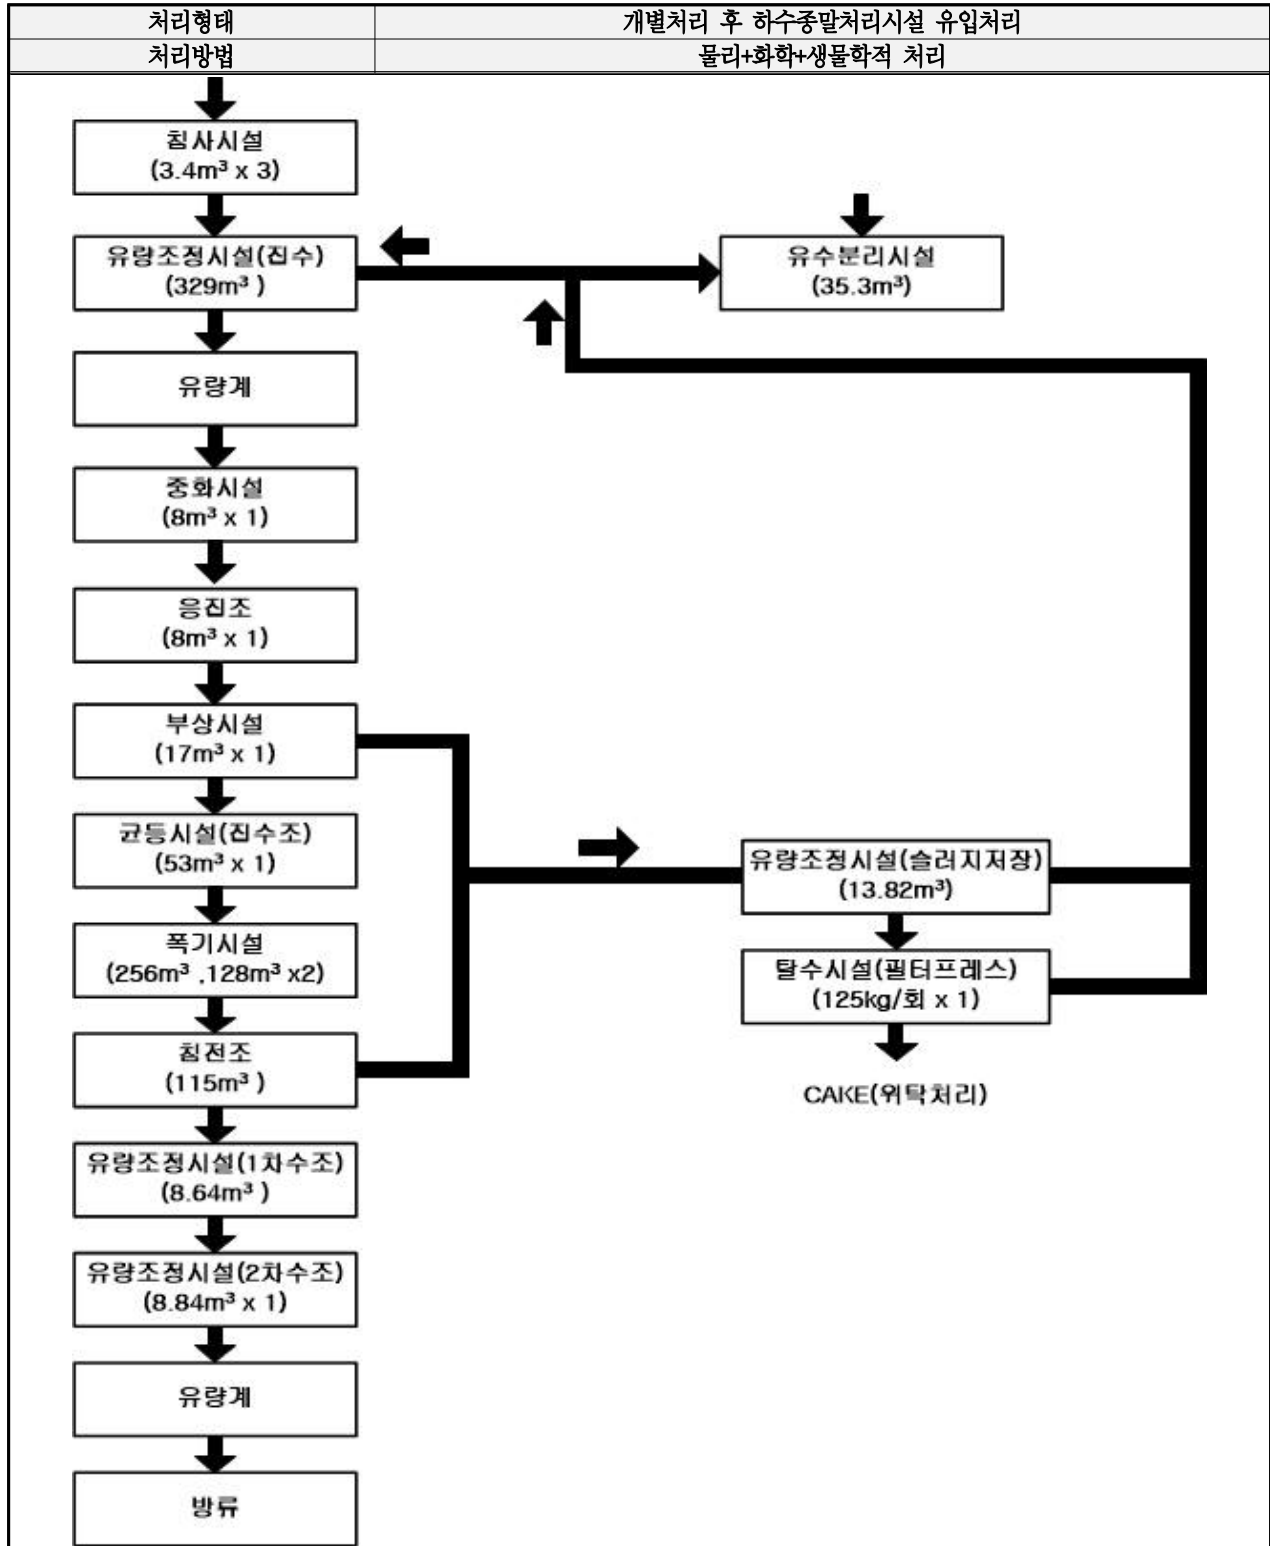 처리형태
개별처리 후 하수종말처리시설 유입처리
처리방법
물리+화학+생물학적 처리
침사시설
(3.4m³ x 3)
유량조정시설(집수)
(329m³ )
유수분리시설
(35.3m³)
유량계
중화시설
(8m³ x 1)
응집조
(8m³ x 1)
부상시설
(17m³ x 1)
균등시설(집수조)
(53m³ x 1)
유량조정시설(슬러지저장)
(13.82m³)
폭기시설
(256m³ ,128m³ x2)
탈수시설(필터프레스)
(125kg/회 x 1)
침전조
(115m³ )
CAKE(위탁처리)
유량조정시설(1차수조)
(8.64m³ )
유량조정시설(2차수조)
(8.84m³ x 1)
유량계
방류